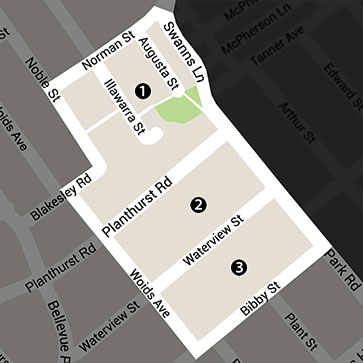 McPherson Ln
McPherson St
Tanner Ave
Edward St
Arthur St
Norman St
Swanns Ln
Augusta St
Illawarra St
Noble St
Woids Ave
1
Blakesley Rd
Planthurst Rd
2
Waterview St
3
Planthurst Rd
Woids Ave
Bibby St
Park Rd
Plant St
Waterview St
Bellevue P